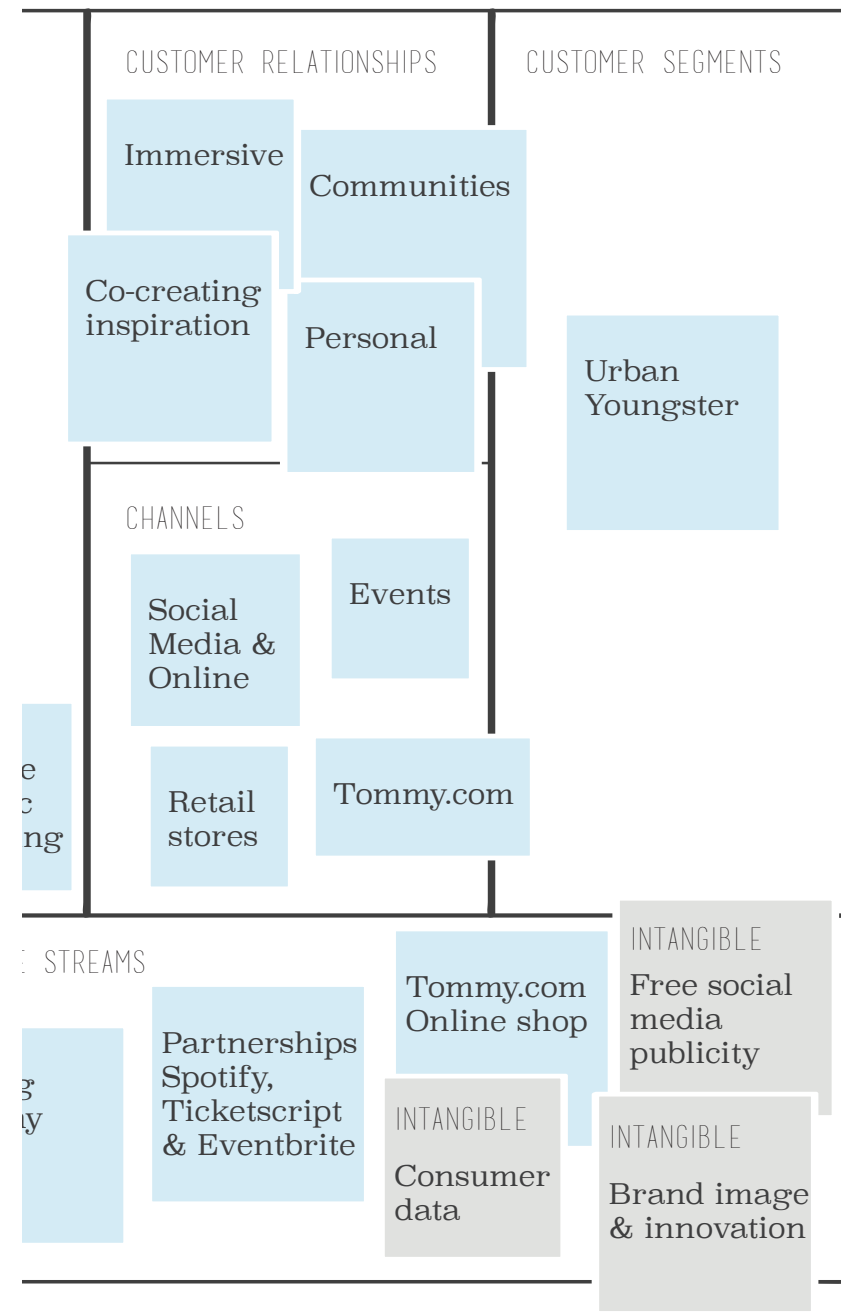 CUSTOMER RELATIONSHIPS
Immersive
Communities
Co-creating
inspiration
Personal
CUSTOMER SEGMENTS
Urban
Youngster
CHANNELS
Social
Media &
Online
Events
Retail
stores
Tommy.com
STREAMS
Partnerships
Spotify,
Ticketscript
& Eventbrite
Tommy.com
Online shop
INTANGIBLE
Free social
media
publicity
INTANGIBLE
Consumer
data
INTANGIBLE
Brand image
& innovation